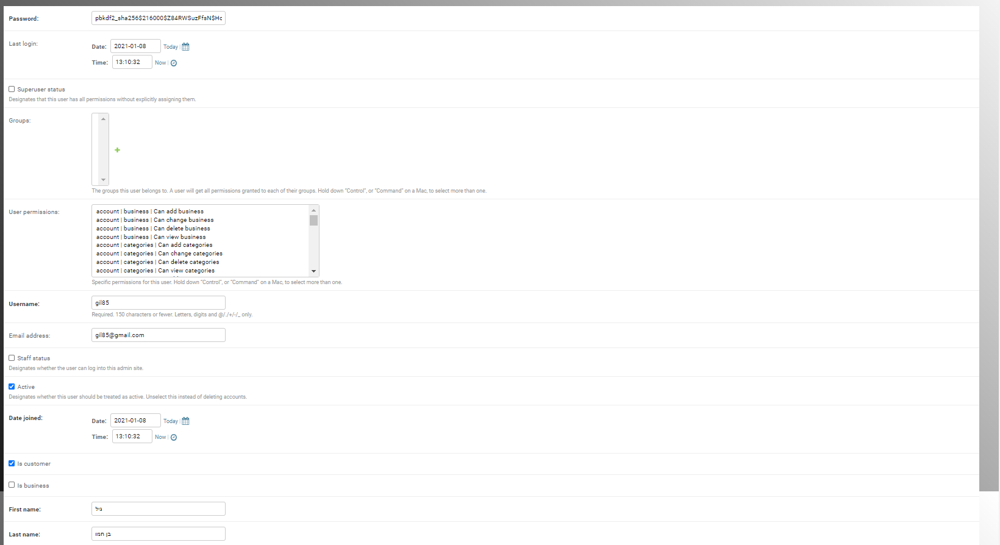 Password: pbkdf2_sha256$216000$Z84RWSuzFfsN$Hc
Last login: Date: 2021-01-08 Today |
Time: 13:10:32 Now |
Superuser status
Designates that this user has all permissions without explicitly assigning them.
Groups:
The groups this user belongs to. A user will get all permissions granted to each of their groups. Hold down “Control”, or “Command” on a Mac, to select more than one.
User permissions: account | business | Can add business
account | business | Can change business
account | business | Can delete business
account | business | Can view business
account | categories | Can add categories
account | categories | Can change categories
account | categories | Can delete categories
account | categories | Can view categories
Specific permissions for this user. Hold down “Control”, or “Command” on a Mac, to select more than one.
Username: gil85
Required. 150 characters or fewer. Letters, digits and @/./+/-/_ only.
Email address: gil85@gmail.com
Staff status
Designates whether the user can log into this admin site.
Active
Designates whether this user should be treated as active. Unselect this instead of deleting accounts.
Date joined: Date: 2021-01-08 Today |
Time: 13:10:32 Now |
Is customer
Is business
First name: גיל
Last name: בן חמו